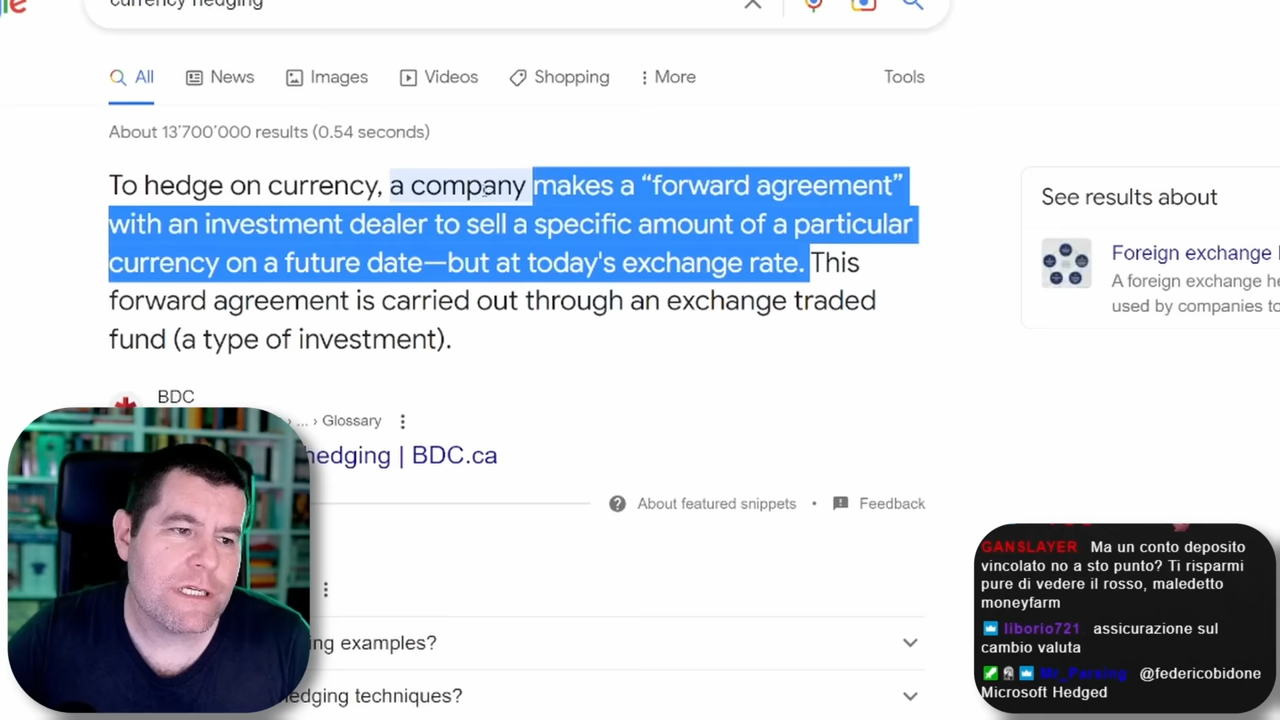 currency hedging
All News Images Videos Shopping More Tools
About 13’700’000 results (0.54 seconds)
To hedge on currency, a company makes a “forward agreement”
with an investment dealer to sell a specific amount of a particular
currency on a future date—but at today's exchange rate. This
forward agreement is carried out through an exchange traded
fund (a type of investment).
See results about
Foreign exchange
A foreign exchange he
used by companies to
BDC
› ... › Glossary
hedging | BDC.ca
About featured snippets • Feedback
ing examples?
hedging techniques?
GANSLAYER Ma un conto deposito
vincolato no a sto punto? Ti risparmi
pure di vedere il rosso, maledetto
moneyfarm
liborio721 assicurazione sul
cambio valuta
Mr_Parsing @federicobidone
Microsoft Hedged